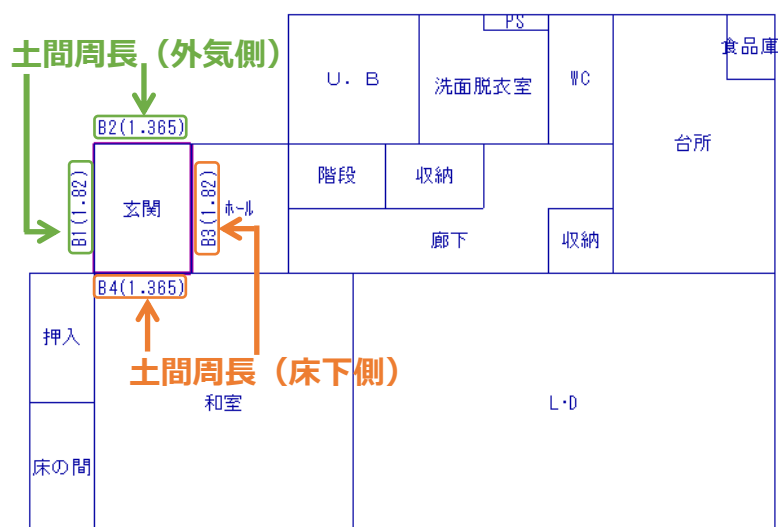 PS
食品庫
土間周長（外気側）
U．B
洗面脱衣室
WC
B2(1.365)
台所
階段
収納
B1(1.82)
玄関
B3(1.82)
ホール
廊下
収納
B4(1.365)
押入
土間周長（床下側）
和室
L・D
床の間